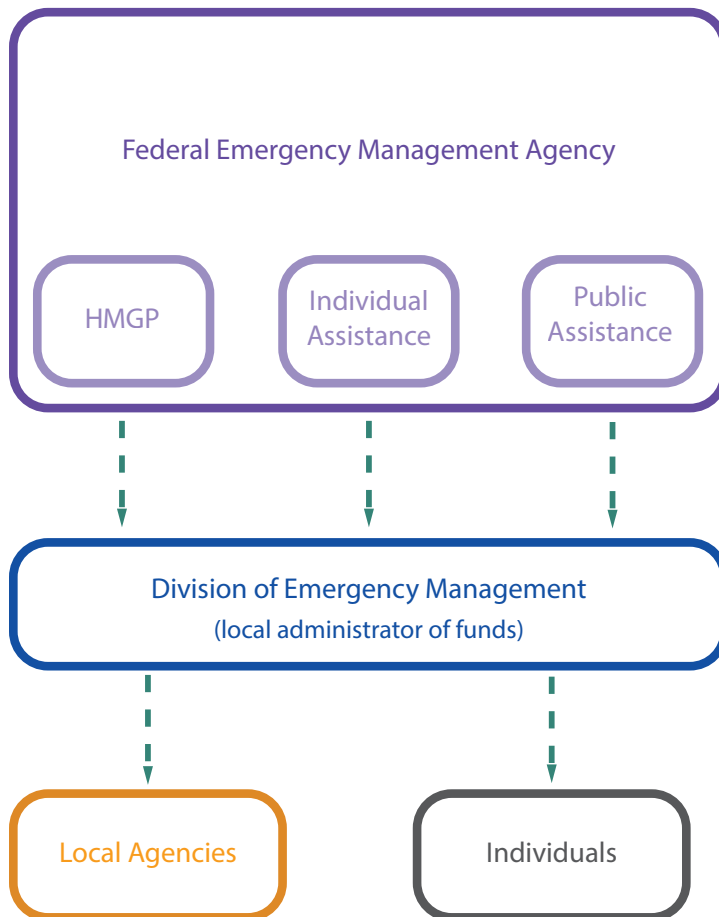 Federal Emergency Management Agency
HMGP
Individual
Assistance
Public
Assistance
Division of Emergency Management
(local administrator of funds)
Local Agencies
Individuals